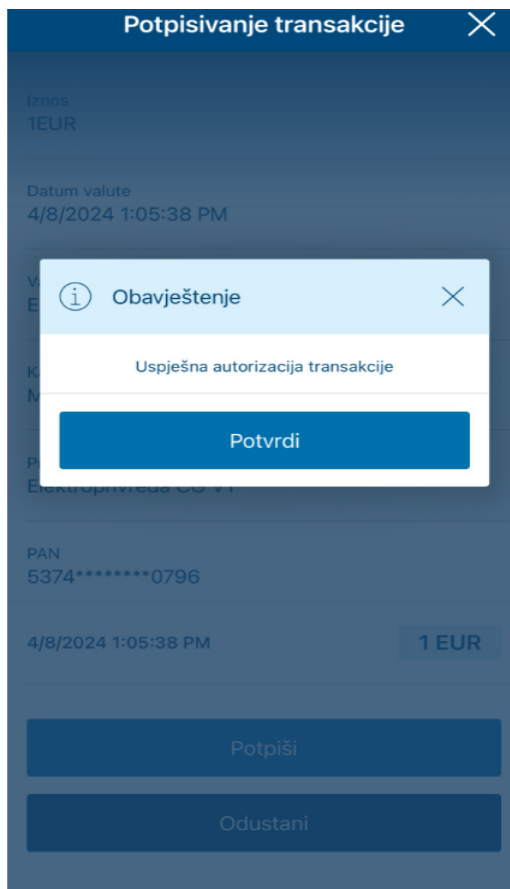 Potpisivanje transakcije
Iznos
1EUR
Datum valute
4/8/2024 1:05:38 PM
Obavještenje
Uspješna autorizacija transakcije
Potvrdi
PAN
5374********0796
4/8/2024 1:05:38 PM
1 EUR
Potpiši
Odustani